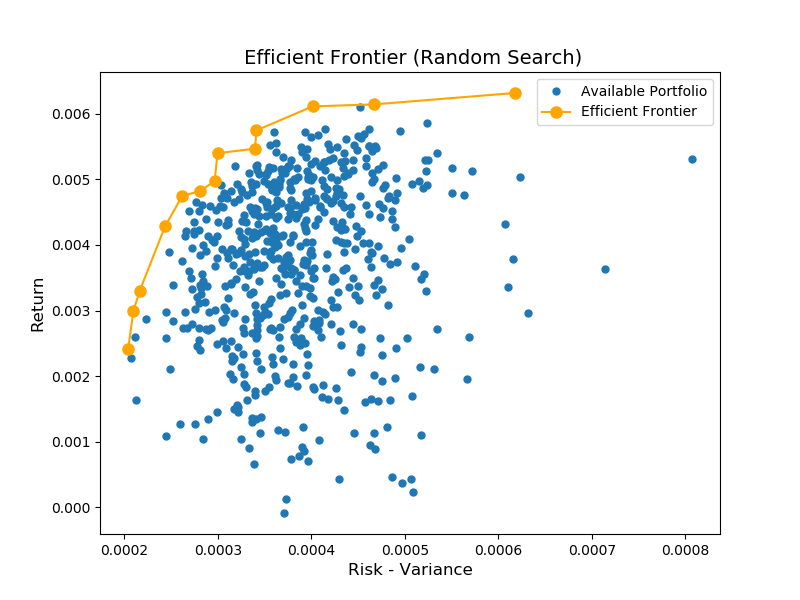 Efficient Frontier (Random Search)
Available Portfolio
Efficient Frontier
0.006
0.005
0.004
0.003
0.002
0.001
0.000
Return
0.0002 0.0003 0.0004 0.0005 0.0006 0.0007 0.0008
Risk - Variance